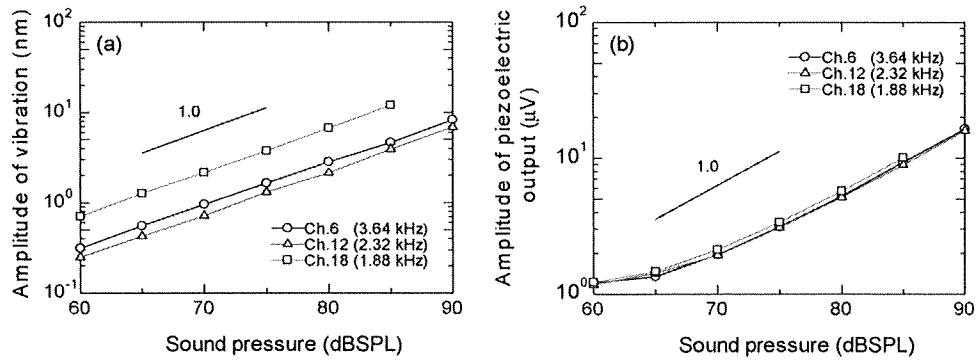 (a)
Amplitude of vibration (nm)
10²
10¹
10⁰
10⁻¹
1.0
Ch.6 (3.64 kHz)
Ch.12 (2.32 kHz)
Ch.18 (1.88 kHz)
60 70 80 90
Sound pressure (dBSPL)
(b)
Amplitude of piezoelectric
output (μV)
10²
10¹
10⁰
1.0
Ch.6 (3.64 kHz)
Ch.12 (2.32 kHz)
Ch.18 (1.88 kHz)
60 70 80 90
Sound pressure (dBSPL)